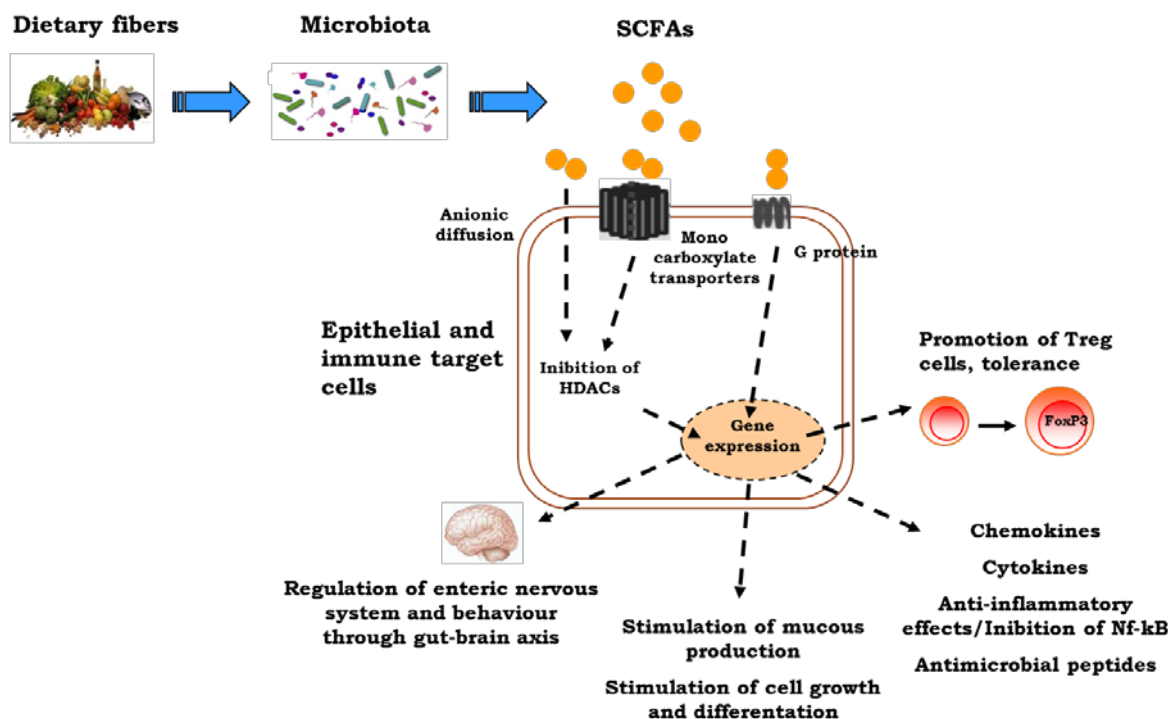 Dietary fibers
Microbiota
SCFAs
Anionic
diffusion
Mono
carboxylate
transporters
G protein
Epithelial and
immune target
cells
Inibition of
HDACs
Gene
expression
Promotion of Treg
cells, tolerance
FoxP3
Regulation of enteric nervous
system and behaviour
through gut-brain axis
Stimulation of mucous
production
Stimulation of cell growth
and differentation
Chemokines
Cytokines
Anti-inflammatory
effects/Inibition of Nf-kB
Antimicrobial peptides